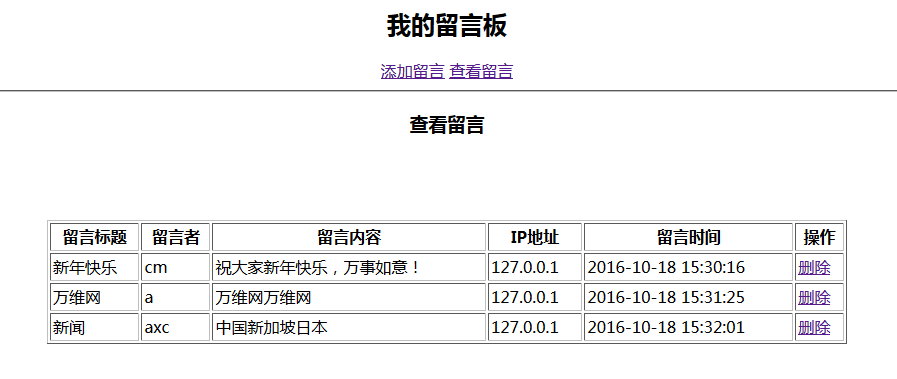 我的留言板
添加留言 查看留言
查看留言
留言标题 留言者 留言内容 IP地址 留言时间 操作
新年快乐 cm 祝大家新年快乐，万事如意！ 127.0.0.1 2016-10-18 15:30:16 删除
万维网 a 万维网万维网 127.0.0.1 2016-10-18 15:31:25 删除
新闻 axc 中国新加坡日本 127.0.0.1 2016-10-18 15:32:01 删除